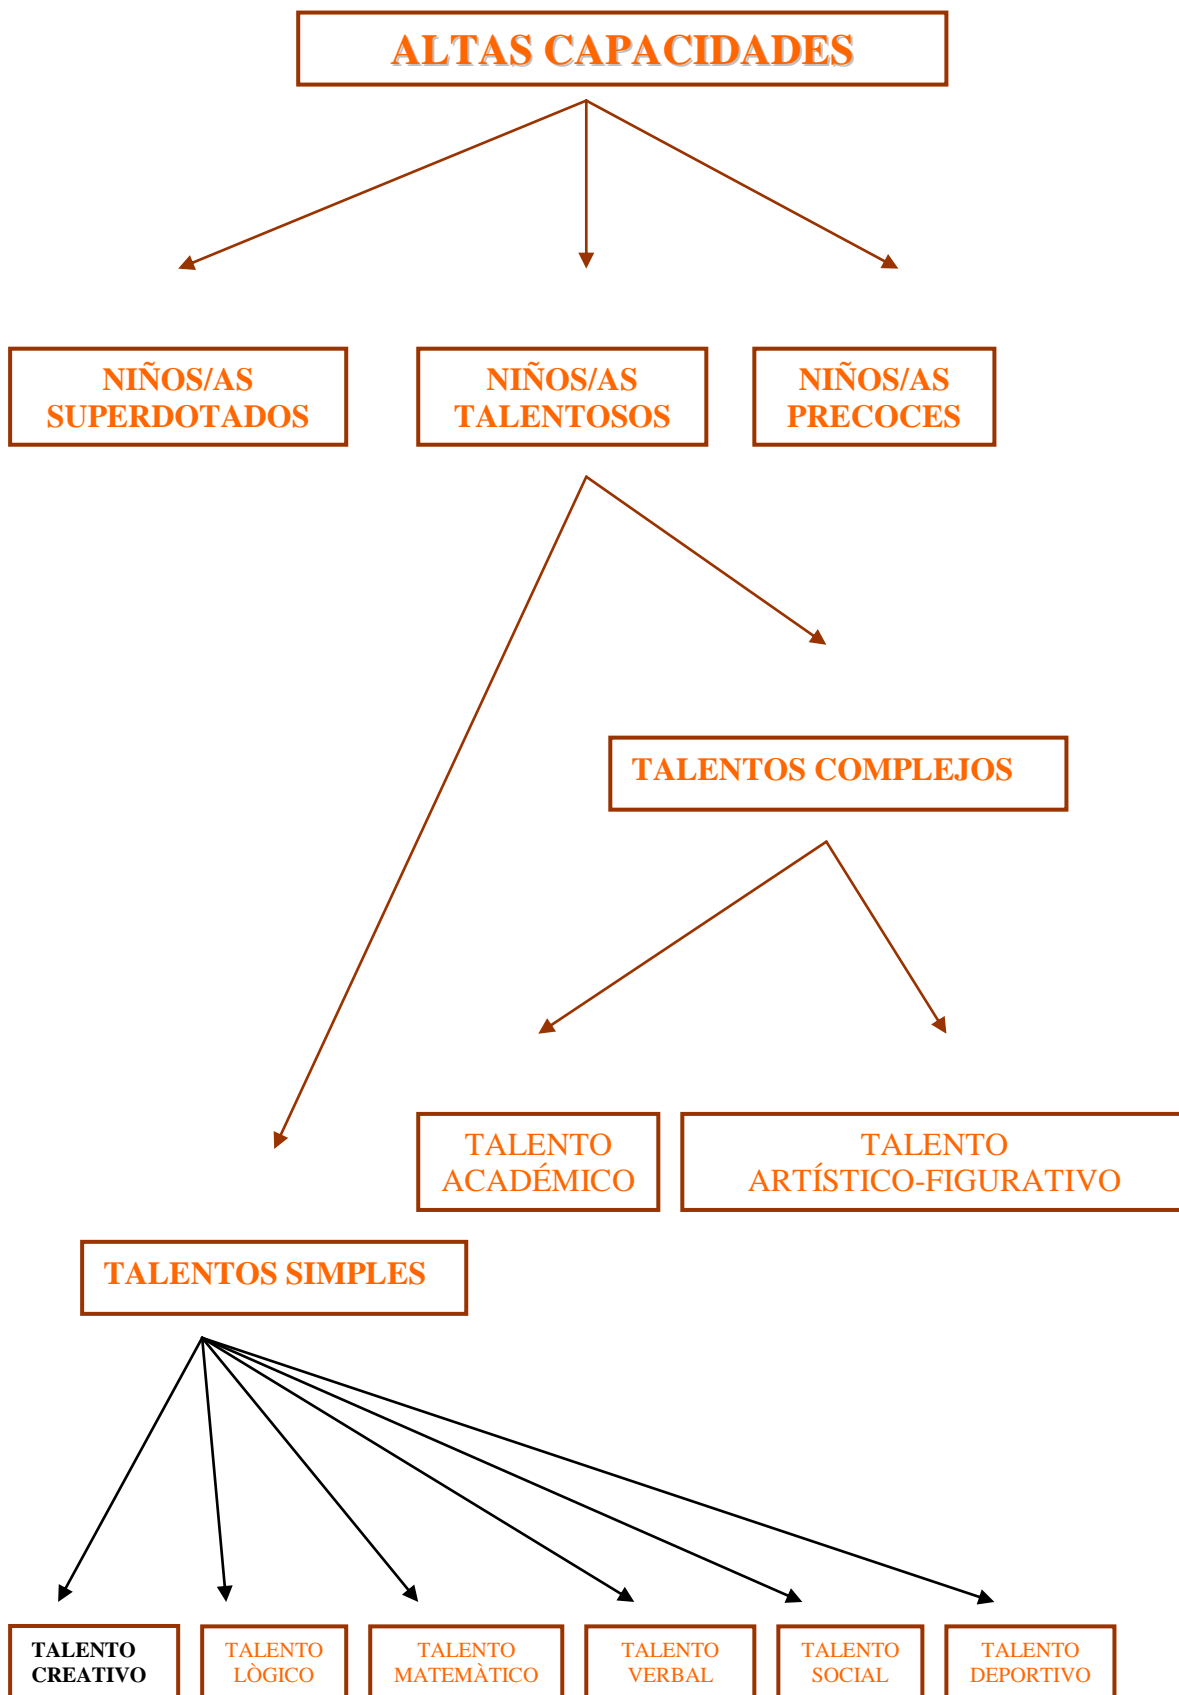 ALTAS CAPACIDADES
NIÑOS/AS
SUPERDOTADOS
NIÑOS/AS
TALENTOSOS
NIÑOS/AS
PRECOCES
TALENTOS COMPLEJOS
TALENTO
ACADÉMICO
TALENTO
ARTÍSTICO-FIGURATIVO
TALENTOS SIMPLES
TALENTO
CREATIVO
TALENTO
LÒGICO
TALENTO
MATEMÀTICO
TALENTO
VERBAL
TALENTO
SOCIAL
TALENTO
DEPORTIVO